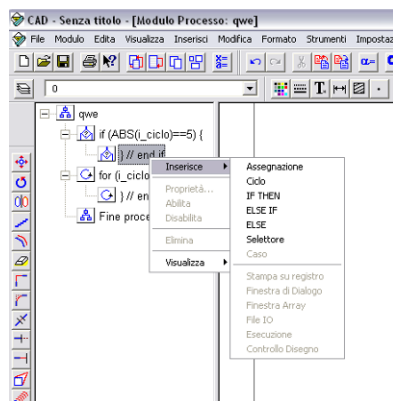 CAD - Senza titolo - [Modulo Processo: qwe]
File Modulo Edita Visualizza Inserisci Modifica Formato Strumenti Impostaz
0
qwe
if (ABS(i_ciclo)==5) {
} // end if
for (i_ciclo
} // en
Fine proce
Inserisce
Proprietà...
Abilita
Disabilita
Elimina
Visualizza
Assegnazione
Ciclo
IF THEN
ELSE IF
ELSE
Selettore
Caso
Stampa su registro
Finestra di Dialogo
Finestra Array
File IO
Esecuzione
Controllo Disegno